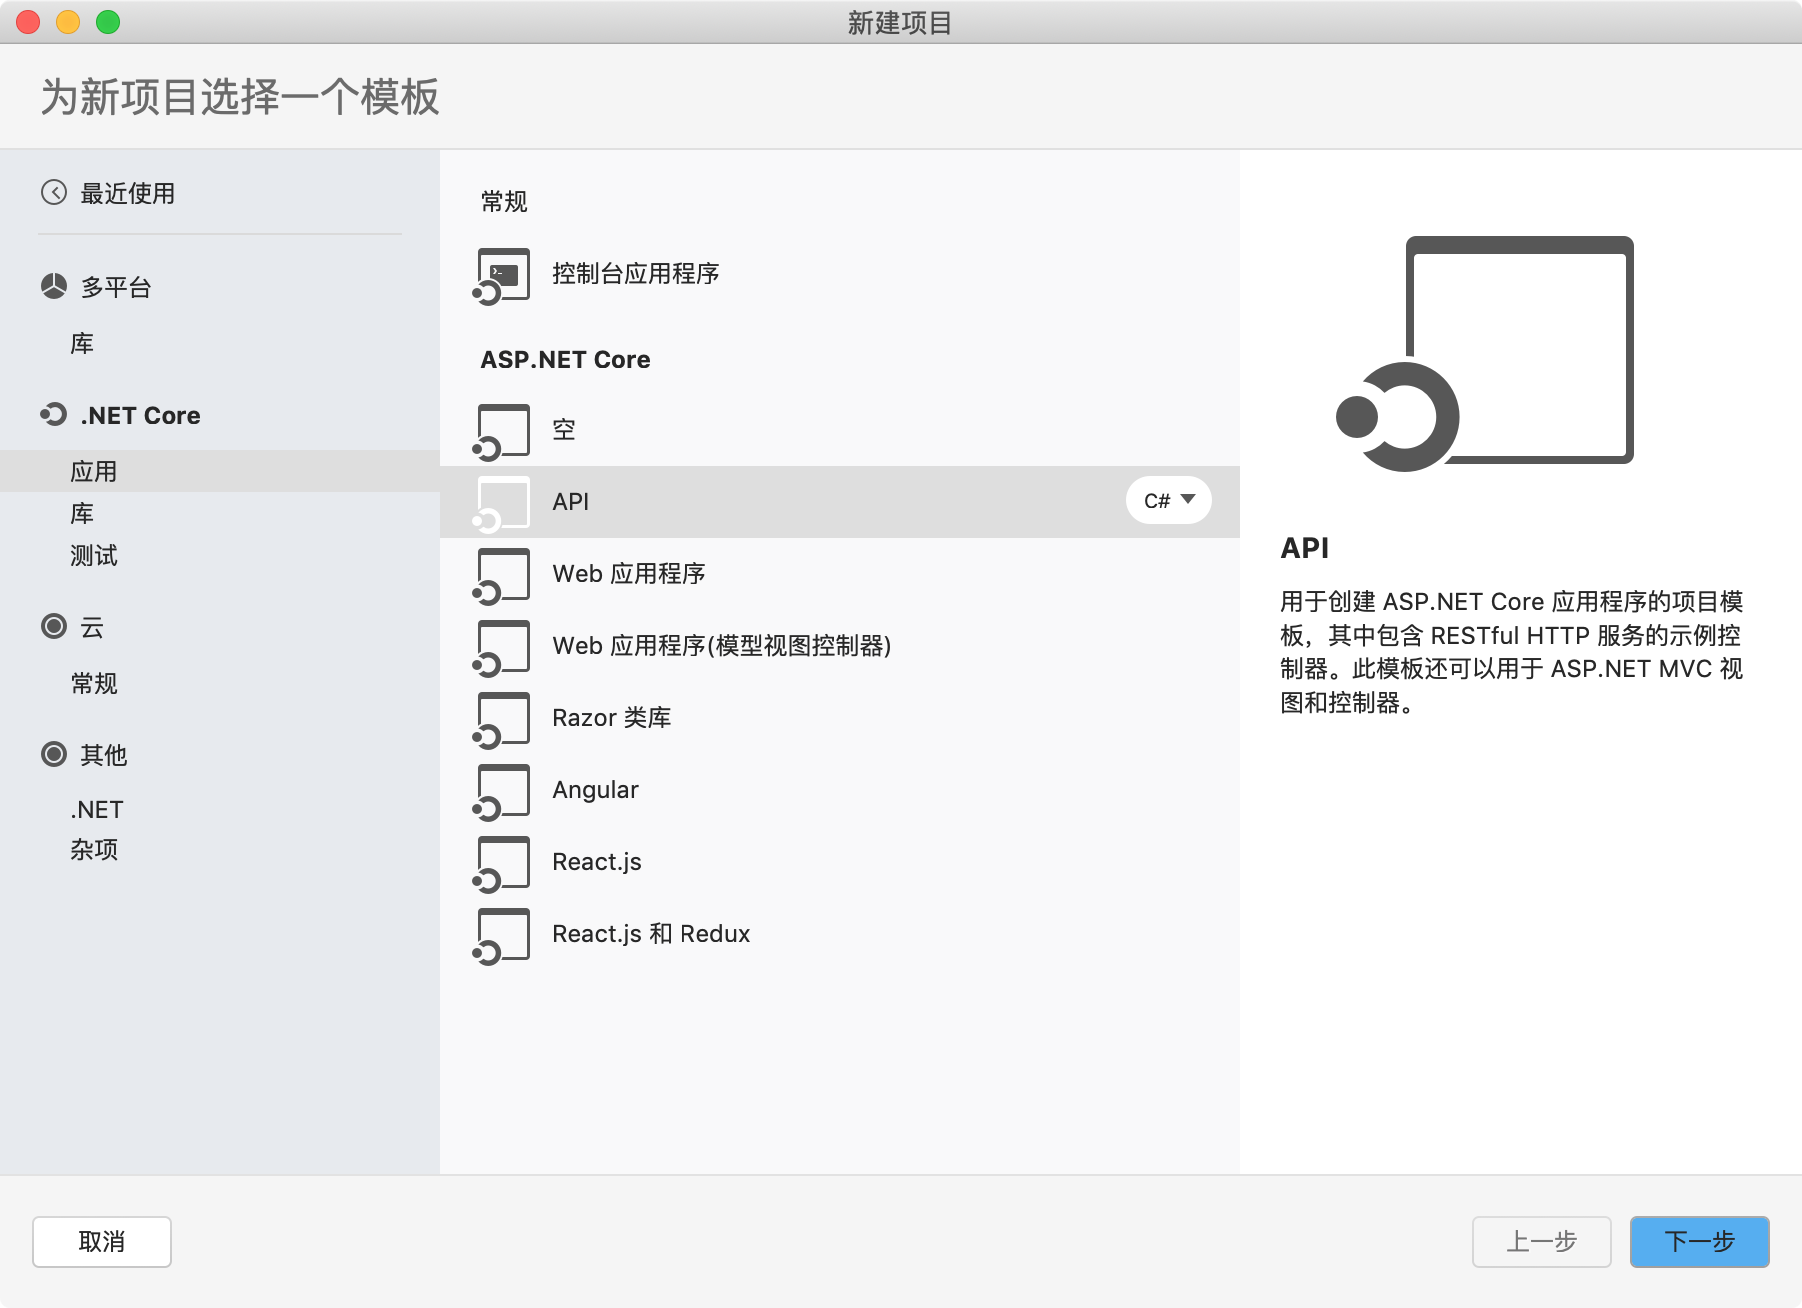 新建项目
为新项目选择一个模板
最近使用
多平台
库
.NET Core
应用
库
测试
云
常规
其他
.NET
杂项
常规
控制台应用程序
ASP.NET Core
空
API
C#
Web 应用程序
Web 应用程序(模型视图控制器)
Razor 类库
Angular
React.js
React.js 和 Redux
API
用于创建 ASP.NET Core 应用程序的项目模
板，其中包含 RESTful HTTP 服务的示例控
制器。此模板还可以用于 ASP.NET MVC 视
图和控制器。
取消
上一步
下一步